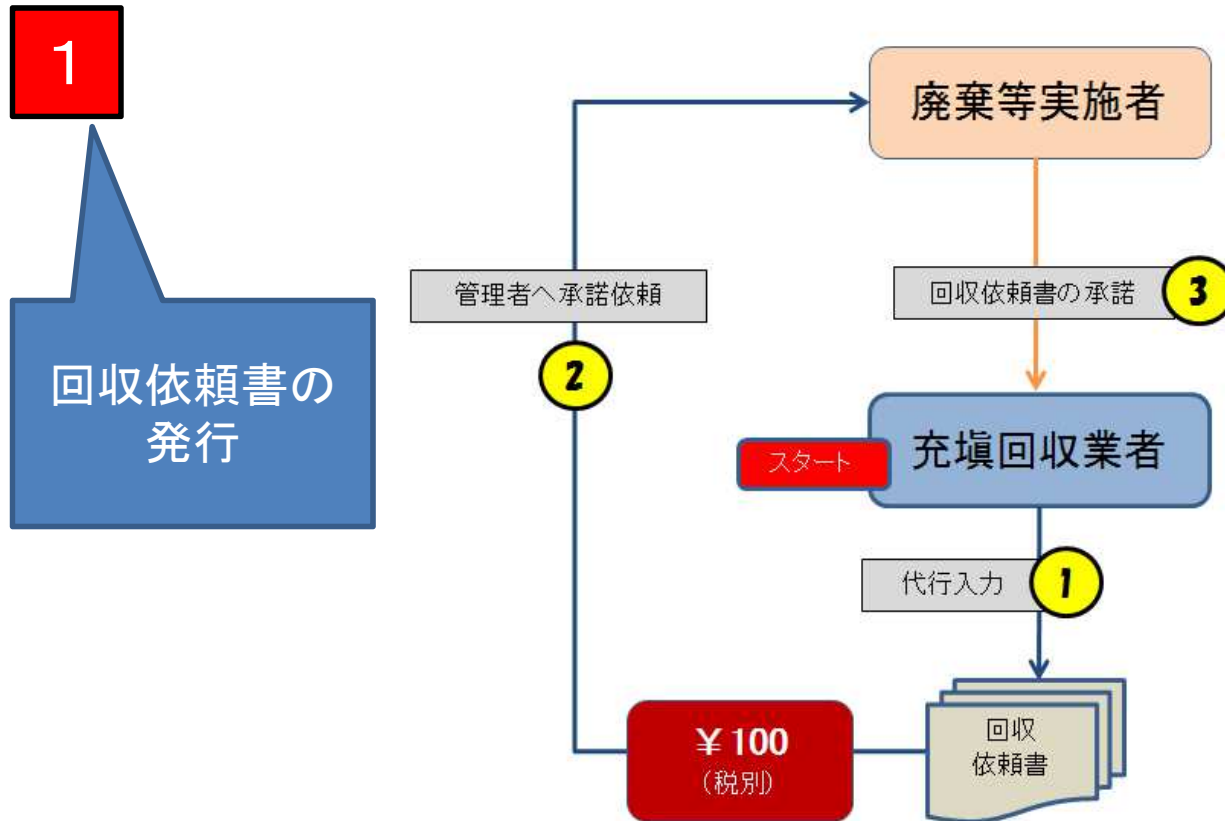 1
回収依頼書の
発行
廃棄等実施者
管理者へ承諾依頼
2
回収依頼書の承諾
3
スタート
充塡回収業者
代行入力
1
¥100
(税別)
回収
依頼書